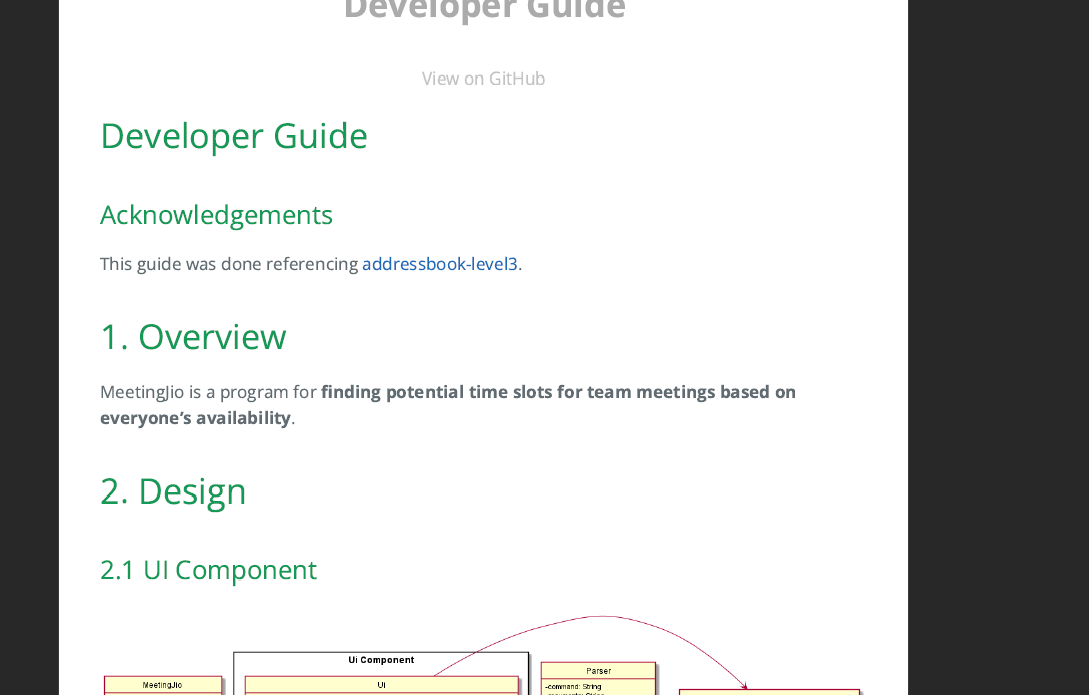 Developer Guide
View on GitHub
Developer Guide
Acknowledgements
This guide was done referencing addressbook-level3.
1. Overview
MeetingJio is a program for finding potential time slots for team meetings based on
everyone’s availability.
2. Design
2.1 UI Component
Ui Component
Parser
MeetingJio
Ui
-command: String